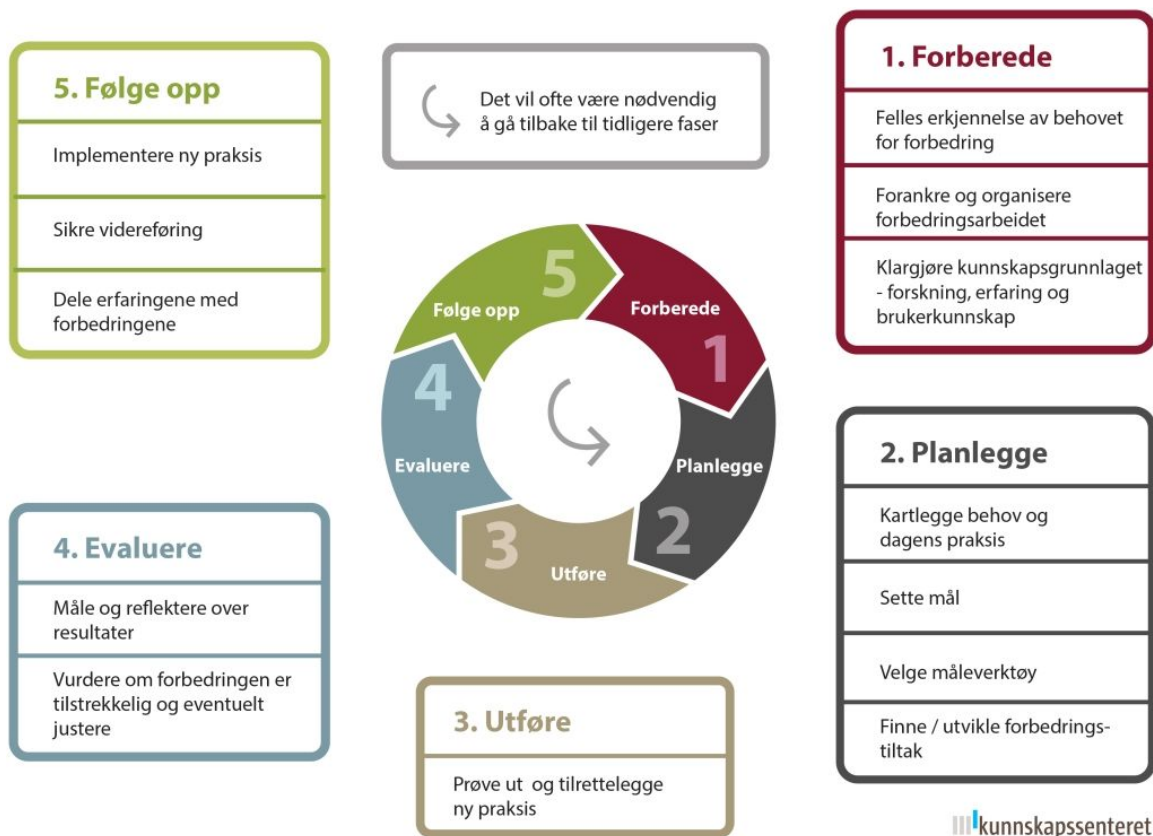 5. Følge opp
Implementere ny praksis
Sikre videreføring
Dele erfaringene med
forbedringene
Det vil ofte være nødvendig
å gå tilbake til tidligere faser
1. Forberede
Felles erkjennelse av behovet
for forbedring
Forankre og organisere
forbedringsarbeidet
Klargjøre kunnskapsgrunnlaget
- forskning, erfaring og
brukerkunnskap
5
Følge opp
Forberede
1
4
Evaluere
Planlegge
2
3
Utføre
2. Planlegge
Kartlegge behov og
dagens praksis
Sette mål
Velge måleverktøy
Finne / utvikle forbedrings-
tiltak
4. Evaluere
Måle og reflektere over
resultater
Vurdere om forbedringen er
tilstrekkelig og eventuelt
justere
3. Utføre
Prøve ut og tilrettelegge
ny praksis
kunnskapssenteret